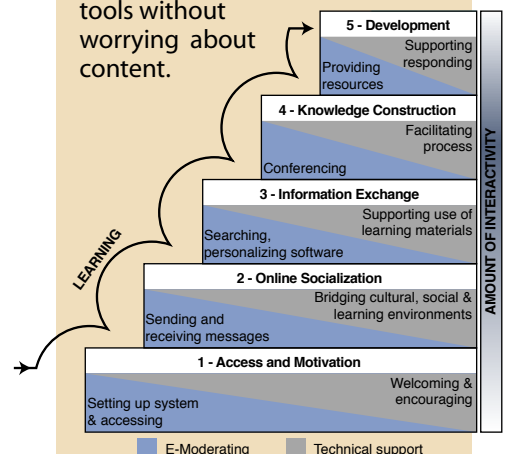 tools without
worrying about
content.
5 - Development
Supporting
responding
Providing
resources
4 - Knowledge Construction
Facilitating
process
Conferencing
3 - Information Exchange
Supporting use of
learning materials
Searching,
personalizing software
2 - Online Socialization
Bridging cultural, social &
learning environments
Sending and
receiving messages
1 - Access and Motivation
Welcoming &
encouraging
Setting up system
& accessing
LEARNING
AMOUNT OF INTERACTIVITY
E-Moderating
Technical support